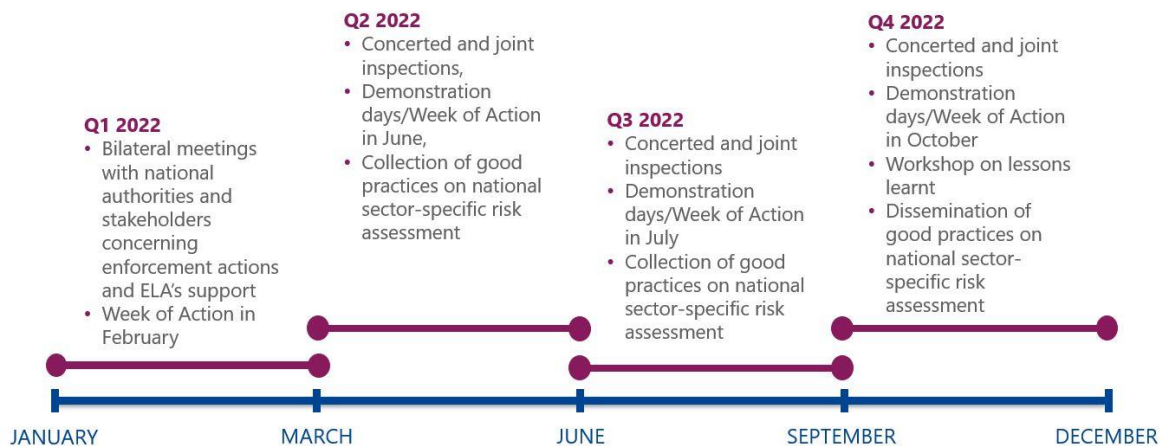 Q1 2022
• Bilateral meetings
with national
authorities and
stakeholders
concerning
enforcement actions
and ELA's support
• Week of Action in
February
Q2 2022
• Concerted and joint
inspections,
• Demonstration
days/Week of Action
in June,
• Collection of good
practices on national
sector-specific risk
assessment
Q3 2022
• Concerted and joint
inspections
• Demonstration
days/Week of Action
in July
• Collection of good
practices on national
sector-specific risk
assessment
Q4 2022
• Concerted and joint
inspections
• Demonstration
days/Week of Action
in October
• Workshop on lessons
learnt
• Dissemination of
good practices on
national sector-
specific risk
assessment
JANUARY
MARCH
JUNE
SEPTEMBER
DECEMBER